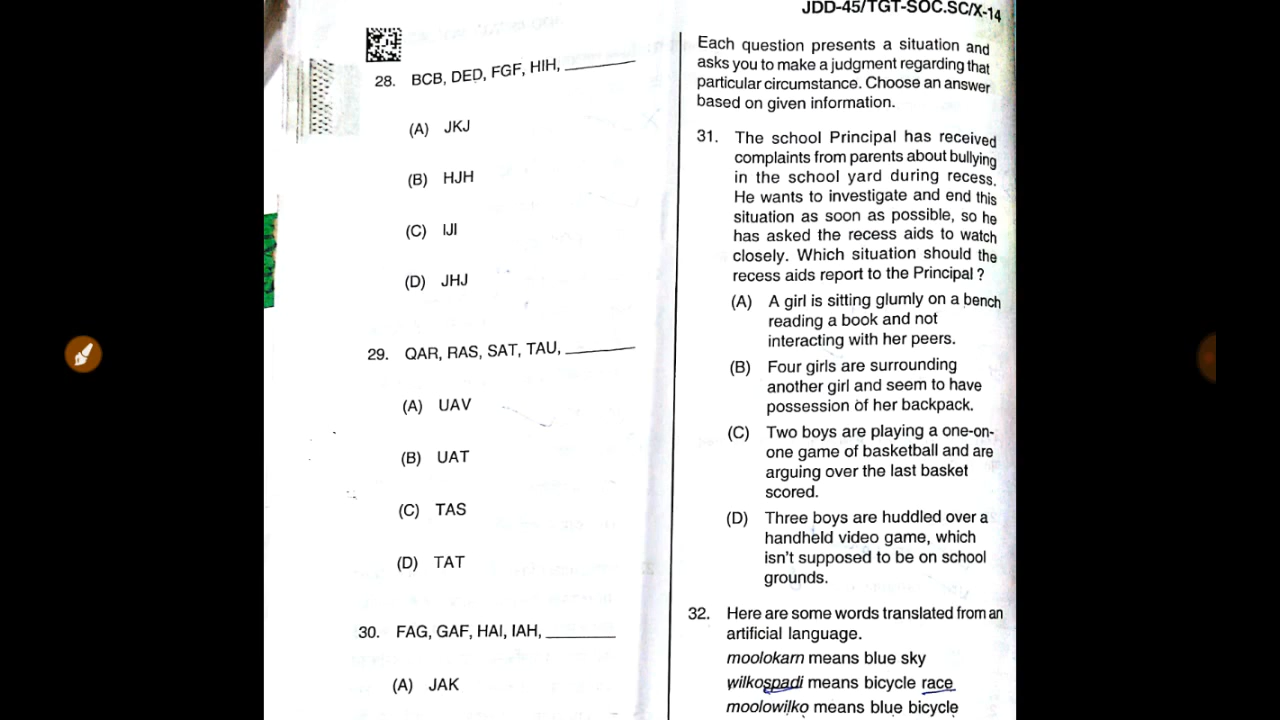 JDD-45/TGT-SOC.SC/X-14
28. BCB, DED, FGF, HIH, ________
(A) JKJ
(B) HJH
(C) IJI
(D) JHJ
29. QAR, RAS, SAT, TAU, ________
(A) UAV
(B) UAT
(C) TAS
(D) TAT
30. FAG, GAF, HAI, IAH, ________
(A) JAK
Each question presents a situation and
asks you to make a judgment regarding that
particular circumstance. Choose an answer
based on given information.
31. The school Principal has received
complaints from parents about bullying
in the school yard during recess.
He wants to investigate and end this
situation as soon as possible, so he
has asked the recess aids to watch
closely. Which situation should the
recess aids report to the Principal ?
(A) A girl is sitting glumly on a bench
reading a book and not
interacting with her peers.
(B) Four girls are surrounding
another girl and seem to have
possession of her backpack.
(C) Two boys are playing a one-on-
one game of basketball and are
arguing over the last basket
scored.
(D) Three boys are huddled over a
handheld video game, which
isn't supposed to be on school
grounds.
32. Here are some words translated from an
artificial language.
moolokarn means blue sky
wilkospadi means bicycle race
moolowilko means blue bicycle